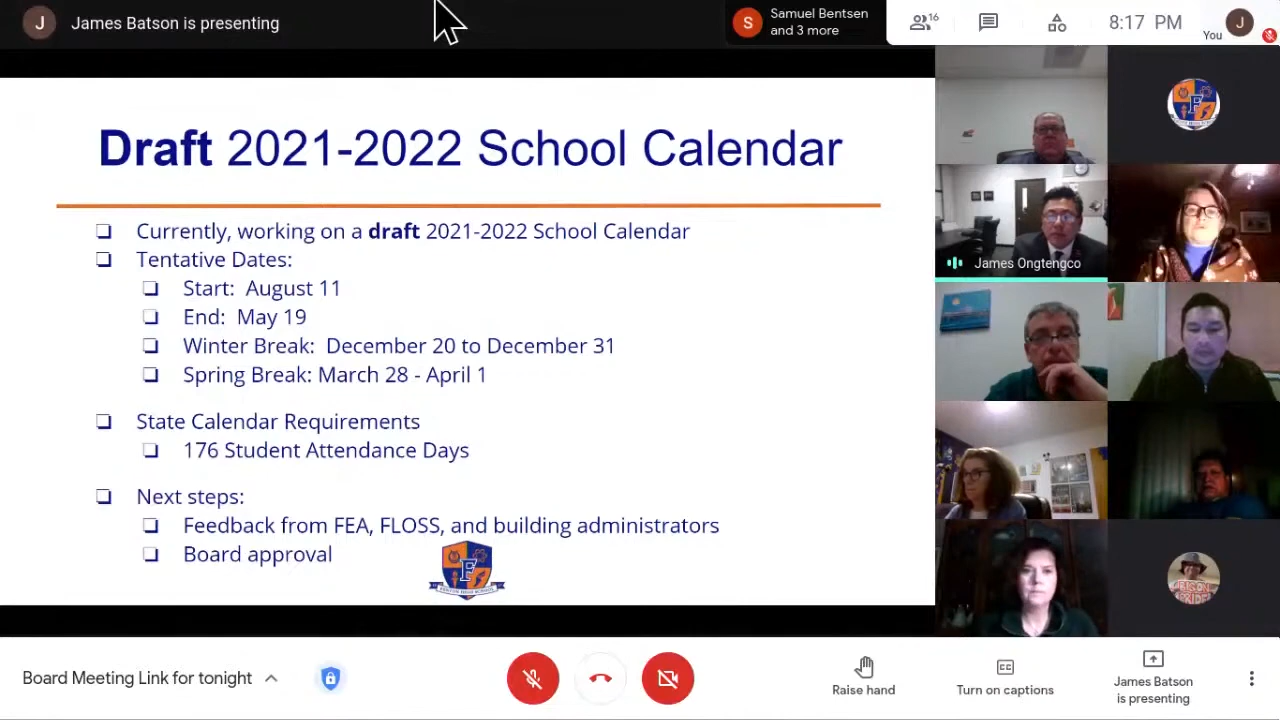 J
James Batson is presenting
S
Samuel Bentsen
and 3 more
16
8:17 PM
You
J
Draft 2021-2022 School Calendar
Currently, working on a draft 2021-2022 School Calendar
Tentative Dates:
Start: August 11
End: May 19
Winter Break: December 20 to December 31
Spring Break: March 28 - April 1
State Calendar Requirements
176 Student Attendance Days
Next steps:
Feedback from FEA, FLOSS, and building administrators
Board approval
F
FENTON HIGH SCHOOL
James Ongtengco
Board Meeting Link for tonight
Raise hand
CC
Turn on captions
James Batson
is presenting